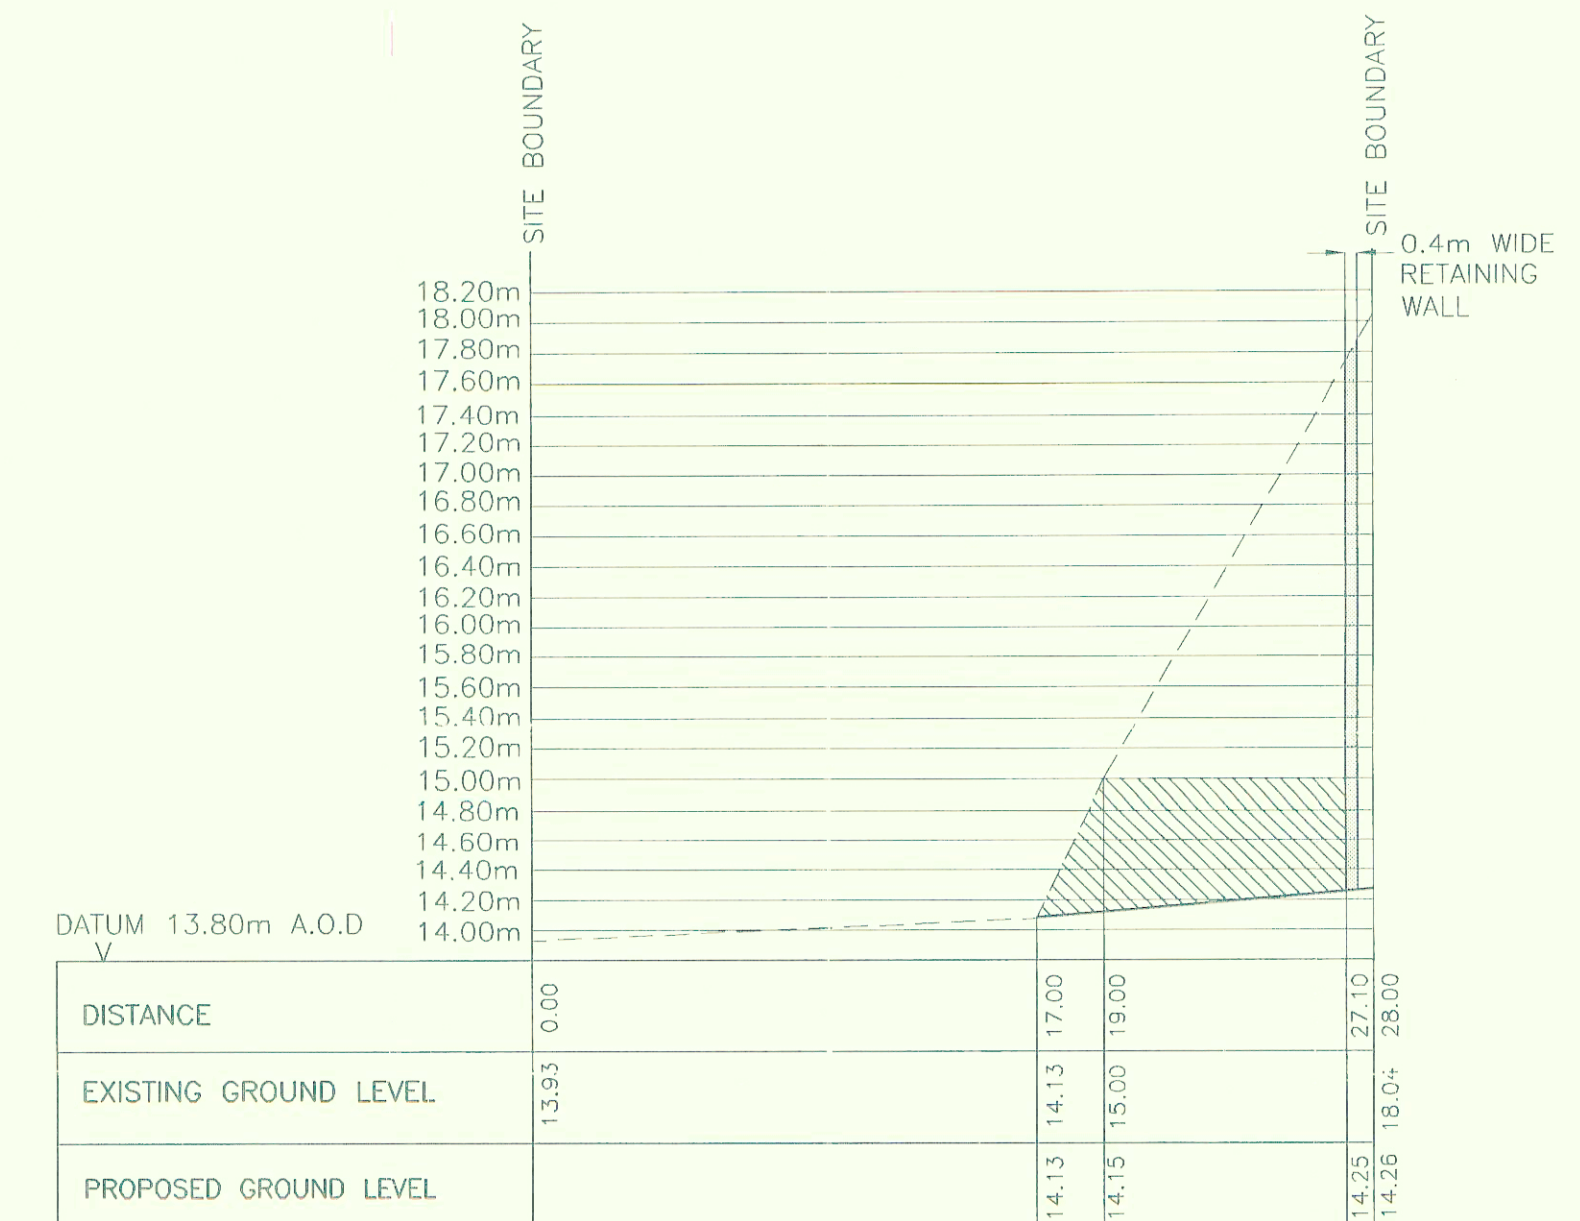 SITE BOUNDARY
SITE BOUNDARY
0.4m WIDE
RETAINING
WALL
18.20m
18.00m
17.80m
17.60m
17.40m
17.20m
17.00m
16.80m
16.60m
16.40m
16.20m
16.00m
15.80m
15.60m
15.40m
15.20m
15.00m
14.80m
14.60m
14.40m
14.20m
14.00m
DATUM 13.80m A.O.D
DISTANCE 0.00 17.00 19.00 27.10 28.00
EXISTING GROUND LEVEL 13.93 14.13 15.00 18.04
PROPOSED GROUND LEVEL 14.13 14.15 14.25 14.26